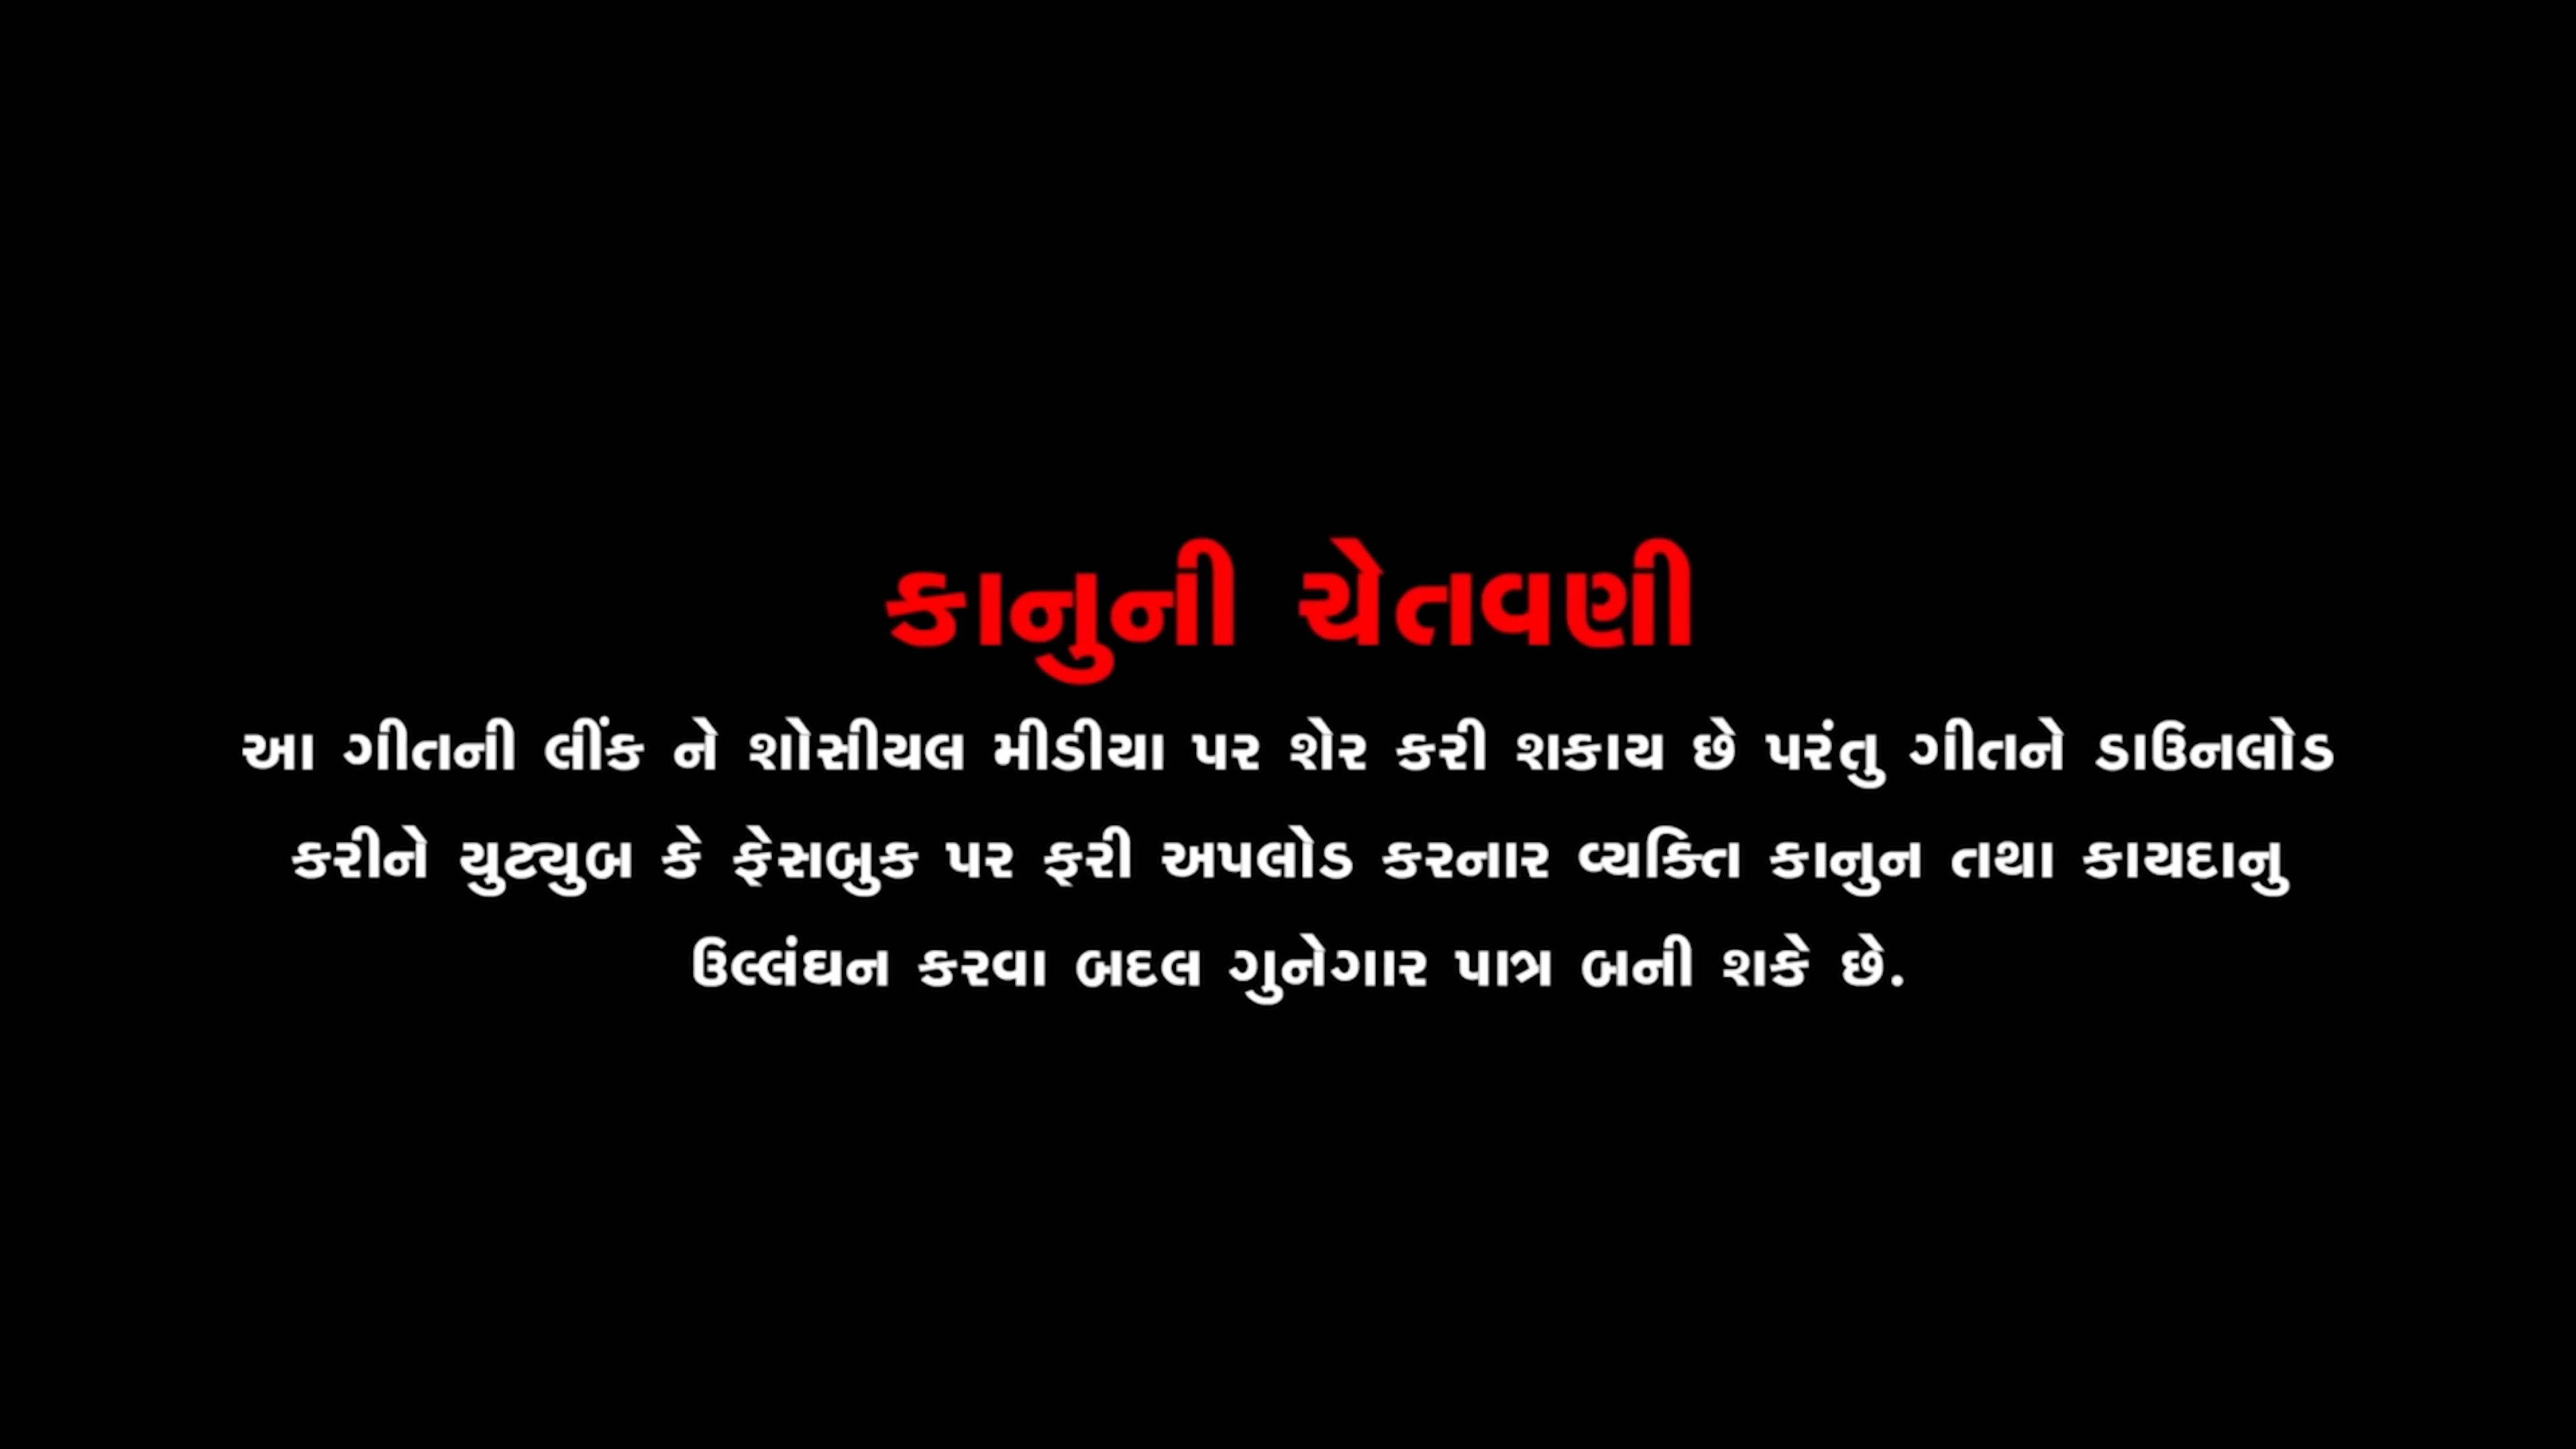 કાનુની ચેતવણી
આ ગીતની લીંક ને શોસીયલ મીડીયા પર શેર કરી શકાય છે પરંતુ ગીતને ડાઉનલોડ
કરીને યુટ્યુબ કે ફેસબુક પર ફરી અપલોડ કરનાર વ્યક્તિ કાનુન તથા કાયદાનુ
ઉલ્લંઘન કરવા બદલ ગુનેગાર પાત્ર બની શકે છે.